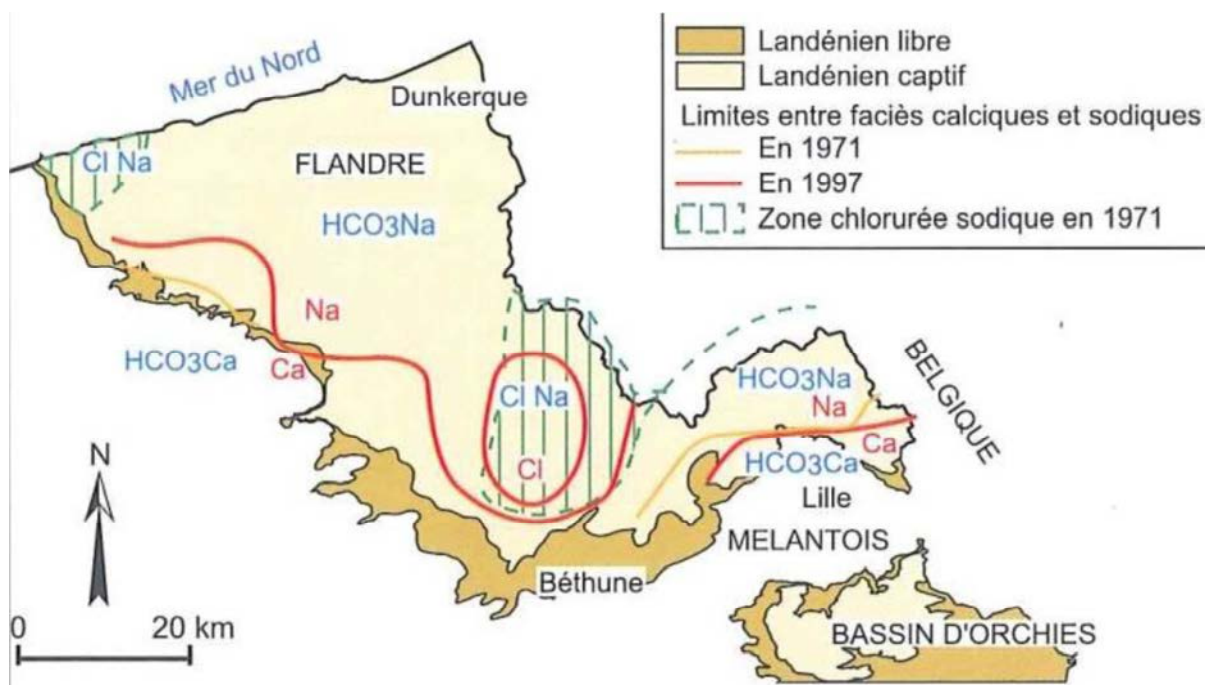 Landénien libre
Landénien captif
Limites entre faciès calciques et sodiques
En 1971
En 1997
Zone chlorurée sodique en 1971
Mer du Nord
Dunkerque
Cl Na
FLANDRE
HCO3Na
Na
HCO3Ca
Ca
Cl Na
Cl
HCO3Na
Na
Ca
HCO3Ca
BELGIQUE
Lille
N
MELANTOIS
Béthune
0 20 km
BASSIN D'ORCHIES